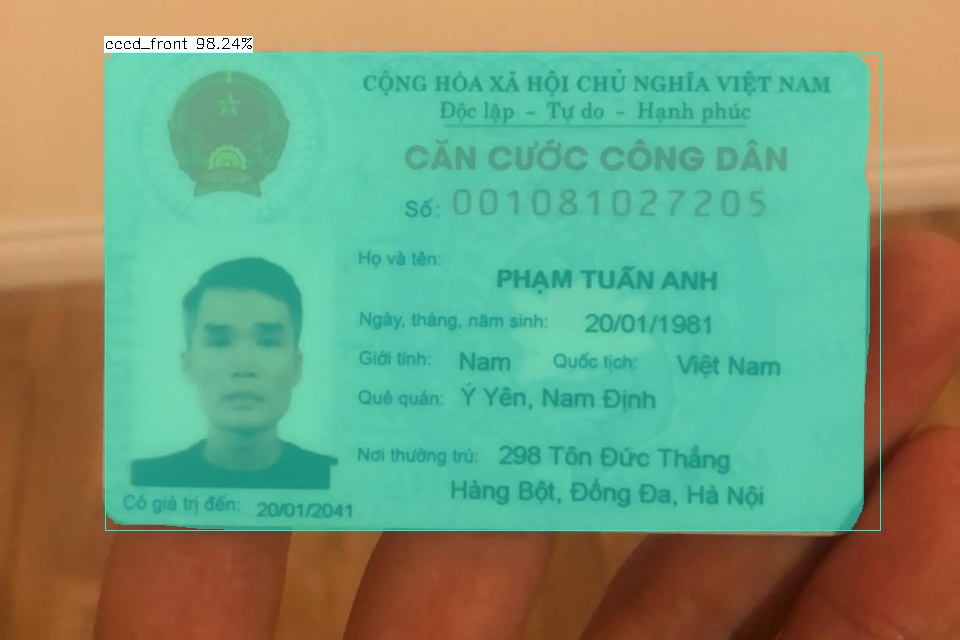 cccd_front 98.24%
CỘNG HÒA XÃ HỘI CHỦ NGHĨA VIỆT NAM
Độc lập - Tự do - Hạnh phúc
CĂN CƯỚC CÔNG DÂN
Số: 001081027205
Họ và tên:
PHẠM TUẤN ANH
Ngày, tháng, năm sinh: 20/01/1981
Giới tính: Nam Quốc tịch: Việt Nam
Quê quán: Ý Yên, Nam Định
Nơi thường trú: 298 Tôn Đức Thắng
Hàng Bột, Đống Đa, Hà Nội
Có giá trị đến: 20/01/2041